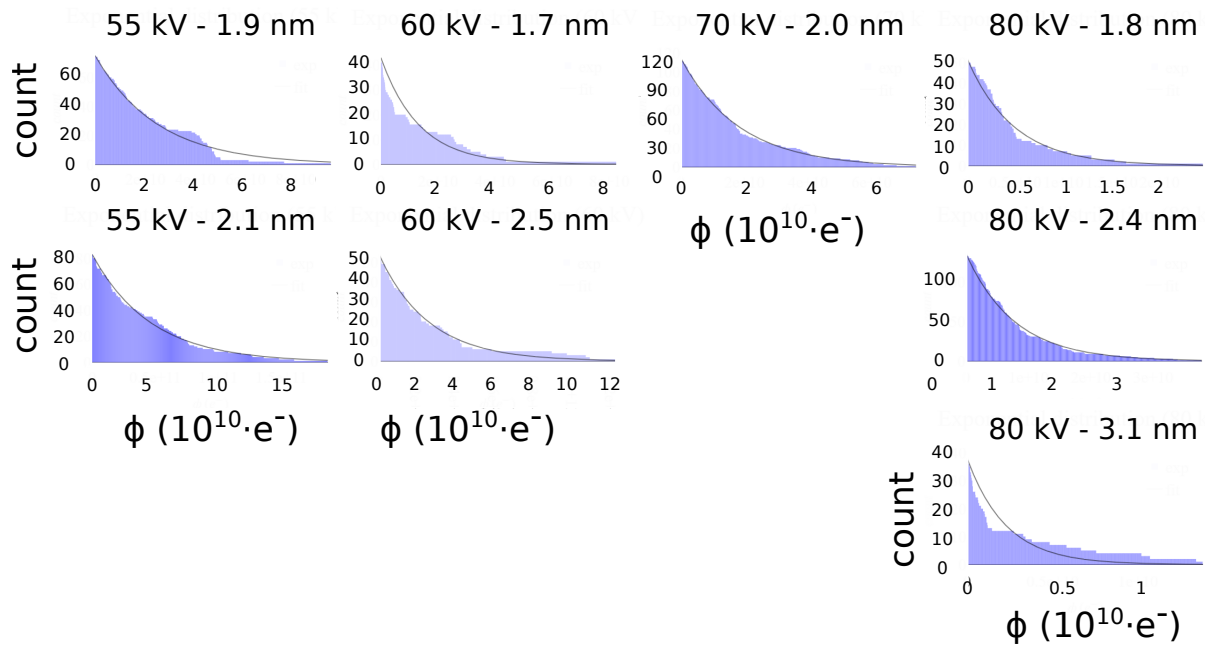 55 kV - 1.9 nm
count
60
40
20
0
0 2 4 6 8
60 kV - 1.7 nm
40
30
20
10
0
0 2 4 6 8
70 kV - 2.0 nm
120
90
60
30
0
0 2 4 6
ϕ (10¹⁰·e⁻)
80 kV - 1.8 nm
50
40
30
20
10
0
0 0.5 1 1.5 2
55 kV - 2.1 nm
count
80
60
40
20
0
0 5 10 15
ϕ (10¹⁰·e⁻)
60 kV - 2.5 nm
50
40
30
20
10
0
0 2 4 6 8 10 12
ϕ (10¹⁰·e⁻)
80 kV - 2.4 nm
100
50
0
0 1 2 3
80 kV - 3.1 nm
count
40
30
20
10
0
0 0.5 1
ϕ (10¹⁰·e⁻)